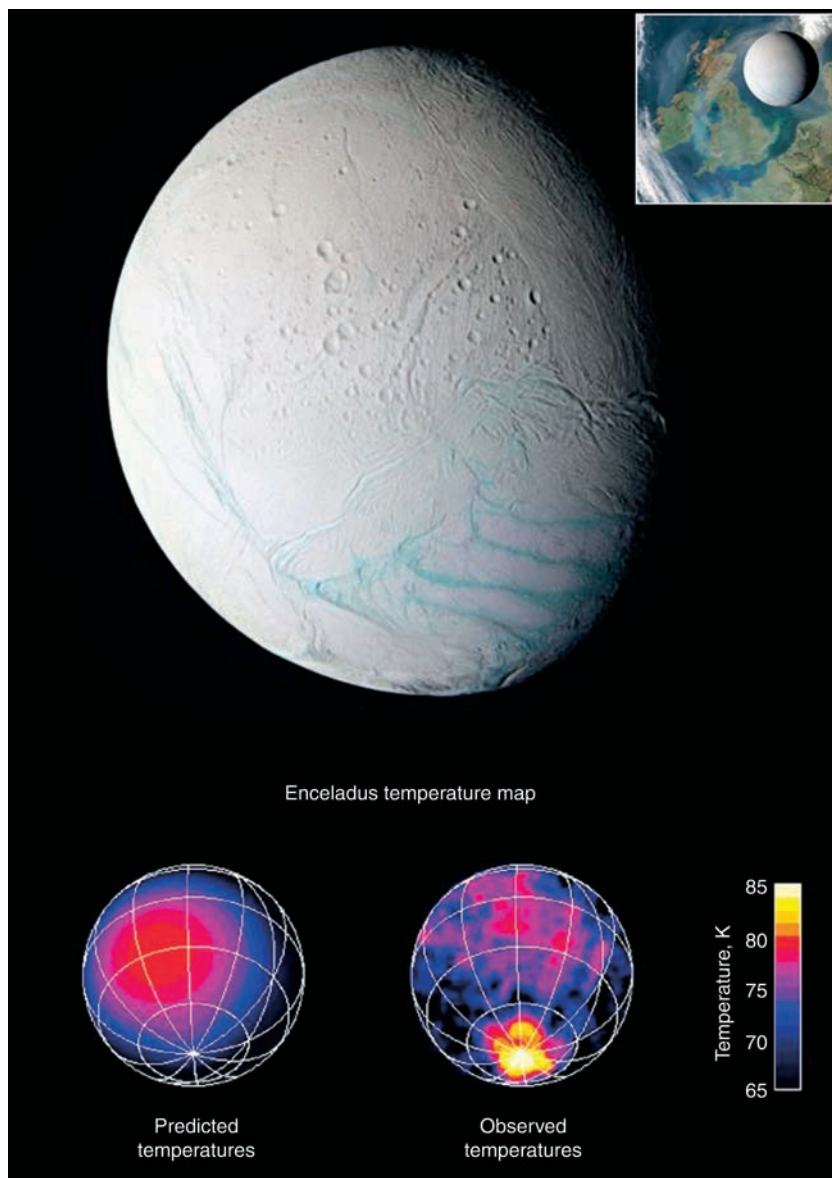 Enceladus temperature map
85
80
75
70
65
Temperature, K
Predicted
temperatures
Observed
temperatures